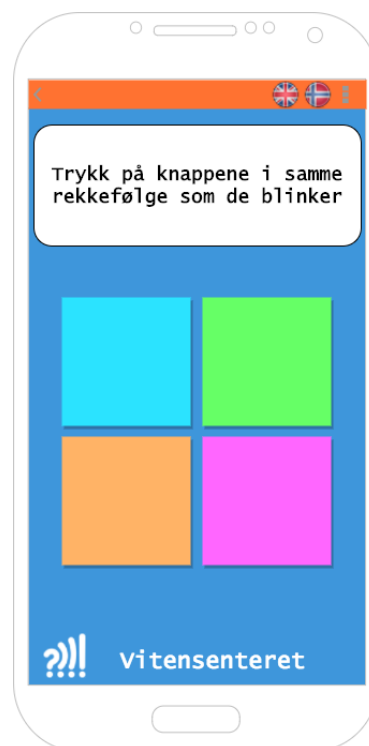 Trykk på knappene i samme
rekkefølge som de blinker
?))! Vitensenteret